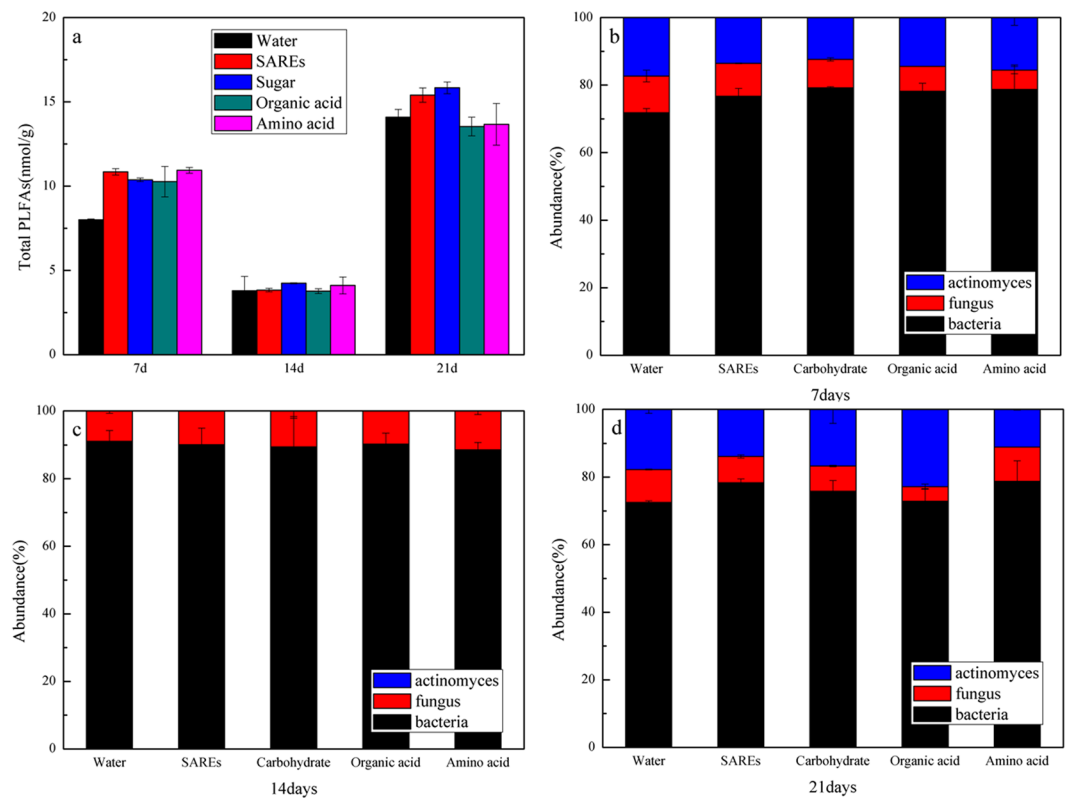 a
Water
SAREs
Sugar
Organic acid
Amino acid
Total PLFAs(nmol/g)
20
15
10
5
0
7d
14d
21d
b
Abundance(%)
100
80
60
40
20
0
actinomyces
fungus
bacteria
Water
SAREs
Carbohydrate
Organic acid
Amino acid
7days
c
Abundance(%)
100
80
60
40
20
0
actinomyces
fungus
bacteria
Water
SAREs
Carbohydrate
Organic acid
Amino acid
14days
d
Abundance(%)
100
80
60
40
20
0
actinomyces
fungus
bacteria
Water
SAREs
Carbohydrate
Organic acid
Amino acid
21days